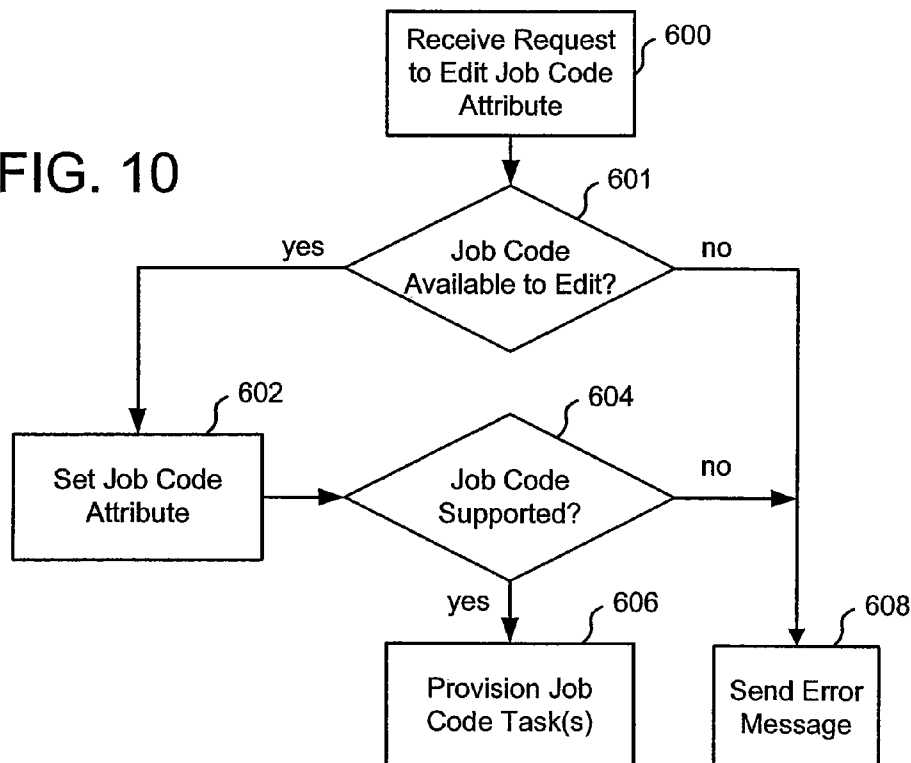 Receive Request
to Edit Job Code
Attribute
600
FIG. 10
601
yes
Job Code
Available to Edit?
no
602
604
Set Job Code
Attribute
Job Code
Supported?
no
yes
606
608
Provision Job
Code Task(s)
Send Error
Message